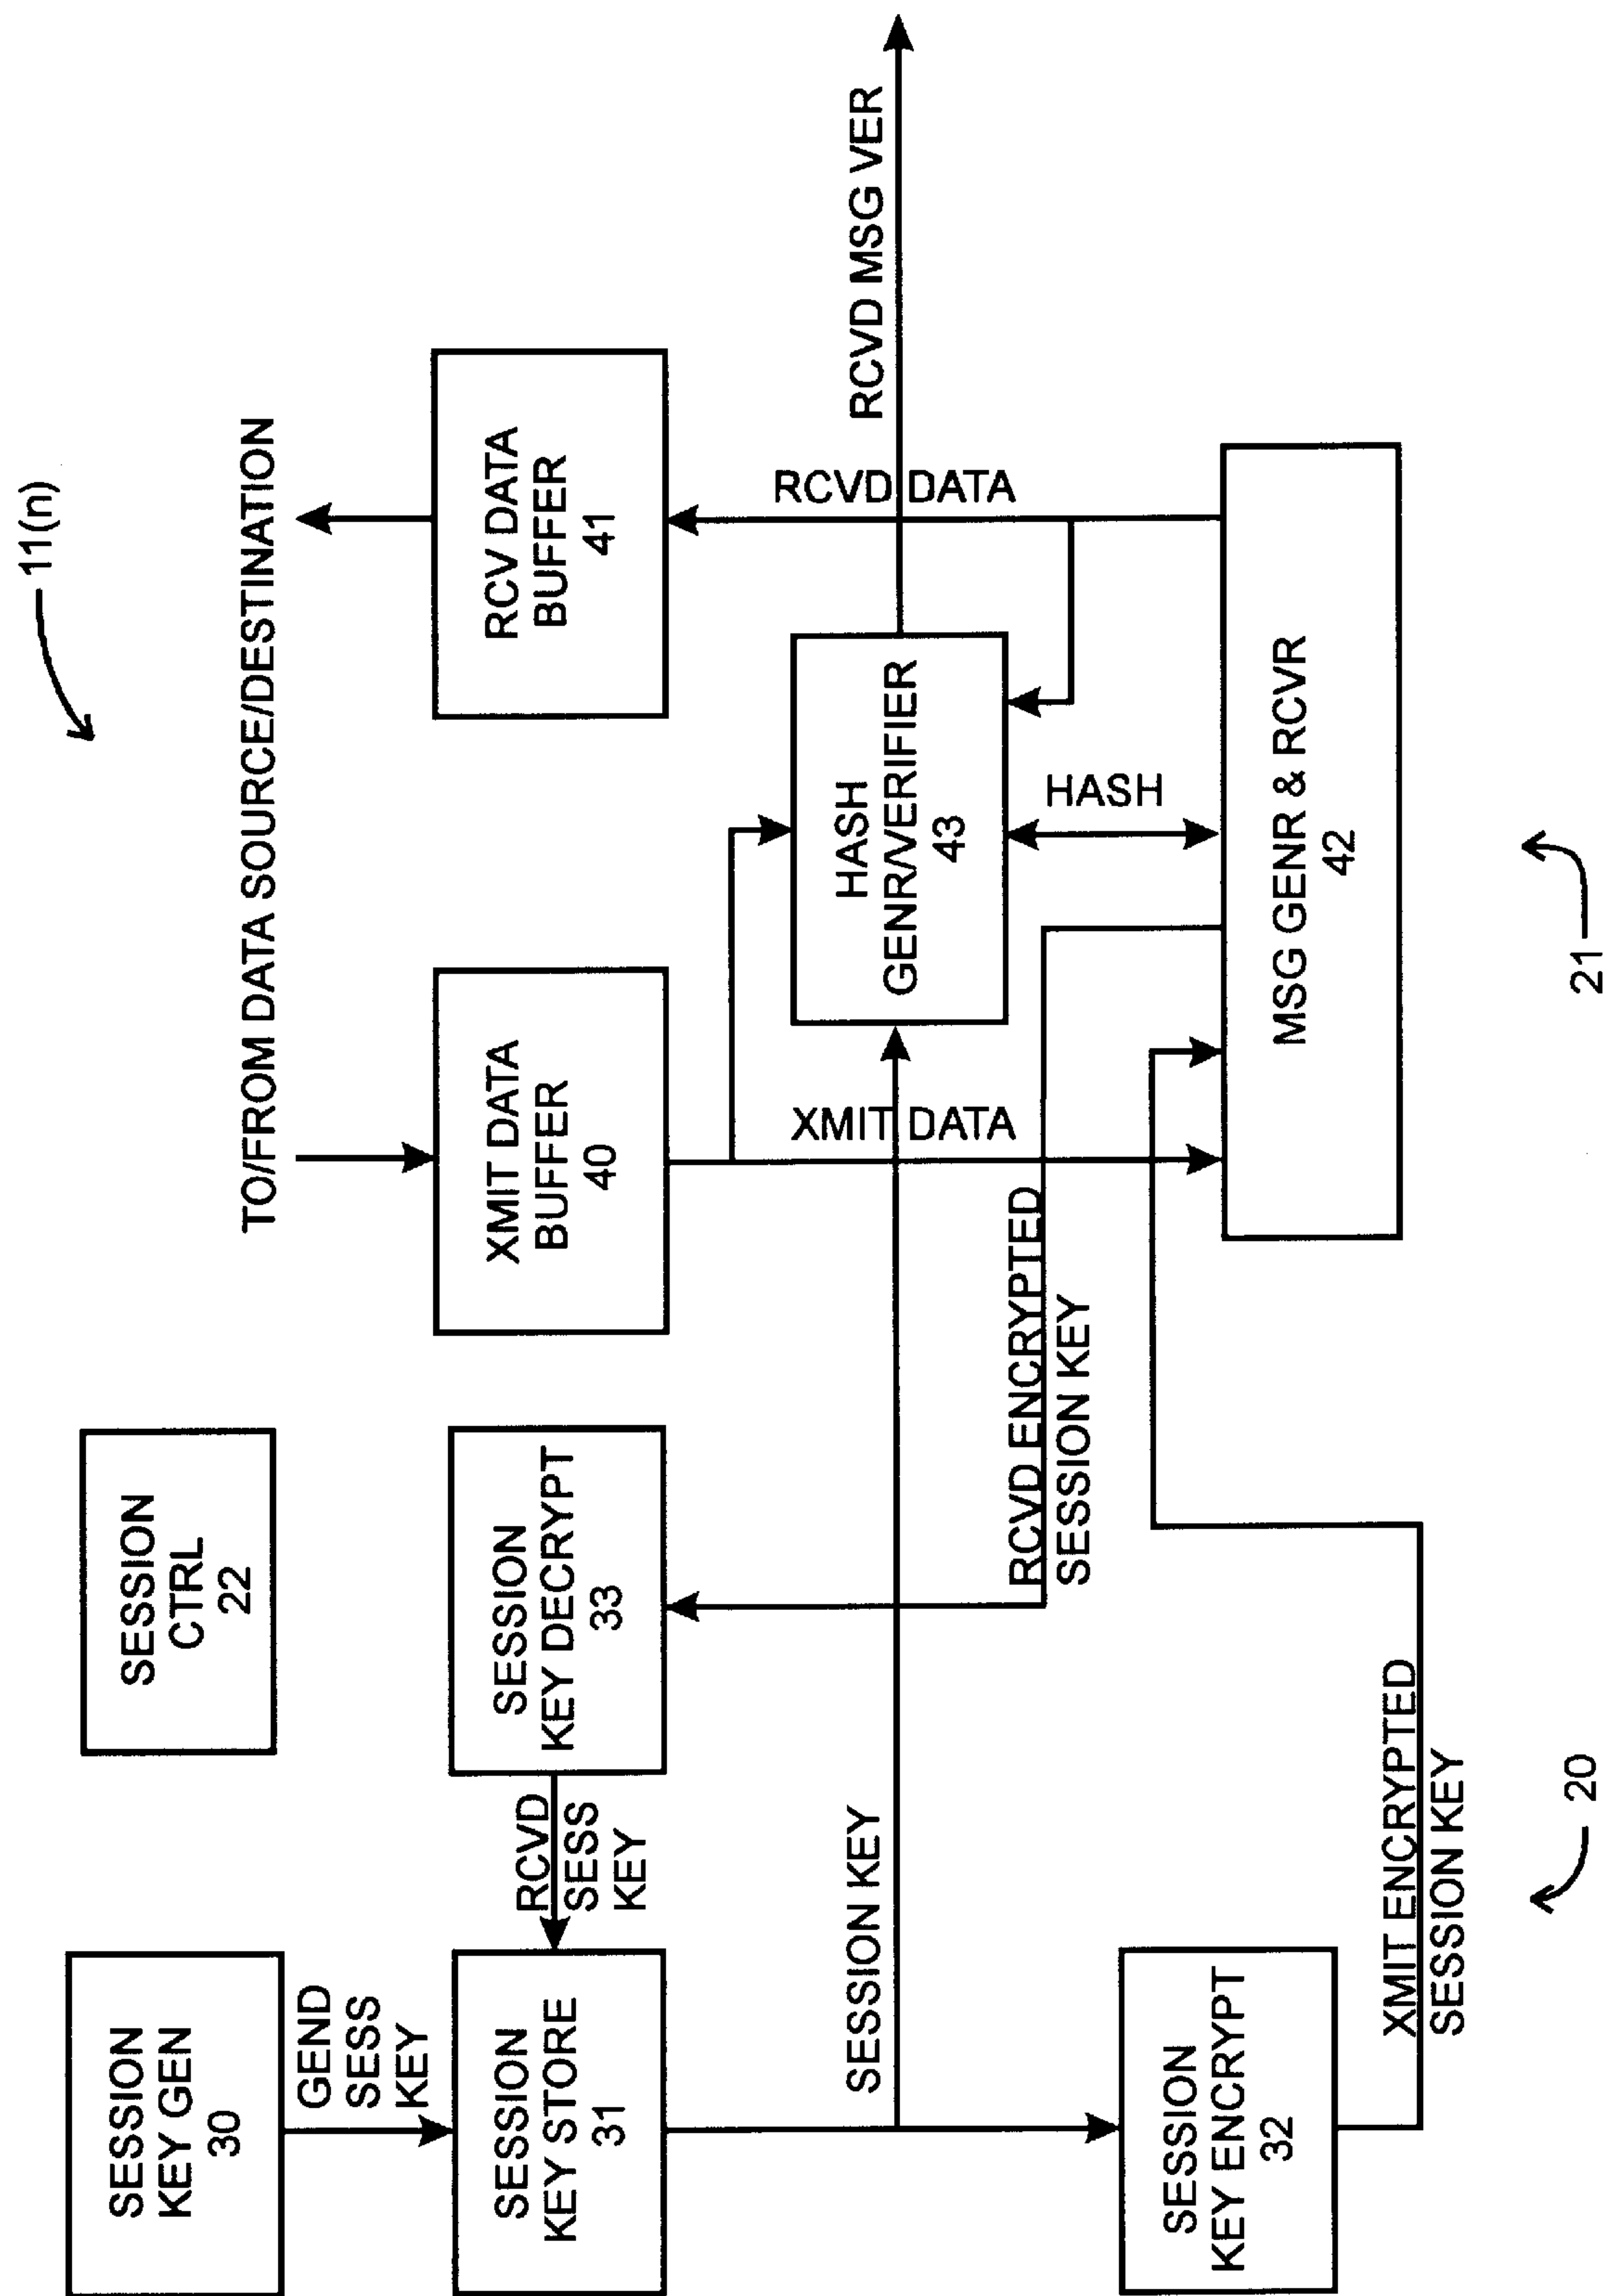 11(n)
TO/FROM DATA SOURCE/DESTINATION
SESSION
KEY GEN
30
SESSION
CTRL
22
GEND
SESS
KEY
SESSION
KEY STORE
31
RCVD
SESS
KEY
SESSION
KEY DECRYPT
33
XMIT DATA
BUFFER
40
RCV DATA
BUFFER
41
SESSION KEY
XMIT DATA
HASH
GENR/VERIFIER
43
RCVD DATA
RCVD MSG VER
RCVD ENCRYPTED
SESSION KEY
HASH
SESSION
KEY ENCRYPT
32
MSG GENR & RCVR
42
XMIT ENCRYPTED
SESSION KEY
20
21